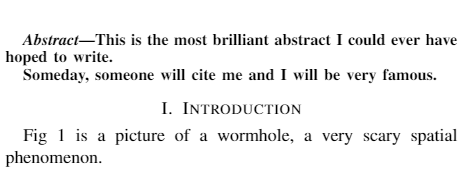 Abstract—This is the most brilliant abstract I could ever have
hoped to write.
Someday, someone will cite me and I will be very famous.
I. INTRODUCTION
Fig 1 is a picture of a wormhole, a very scary spatial
phenomenon.